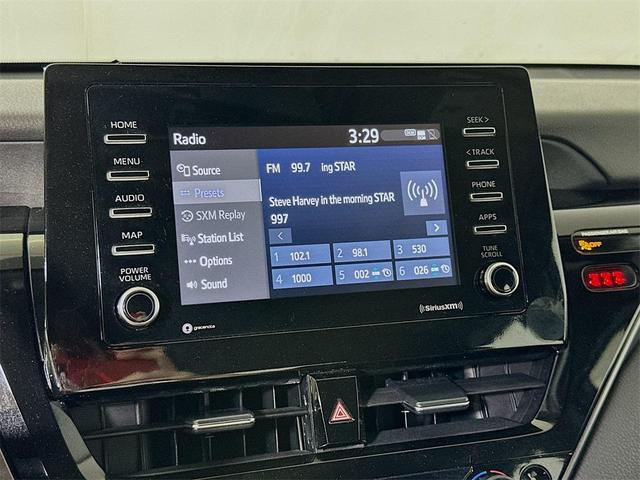 HOME
MENU
AUDIO
MAP
POWER
VOLUME
Radio
3:29
Source
Presets
SXM Replay
Station List
Options
Sound
FM 99.7 ing STAR
Steve Harvey in the morning STAR
997
<
>
1 102.1
2 98.1
3 530
4 1000
5 002
6 026
SEEK >
< TRACK
PHONE
APPS
TUNE
SCROLL
gracenote
SiriusXM
OFF